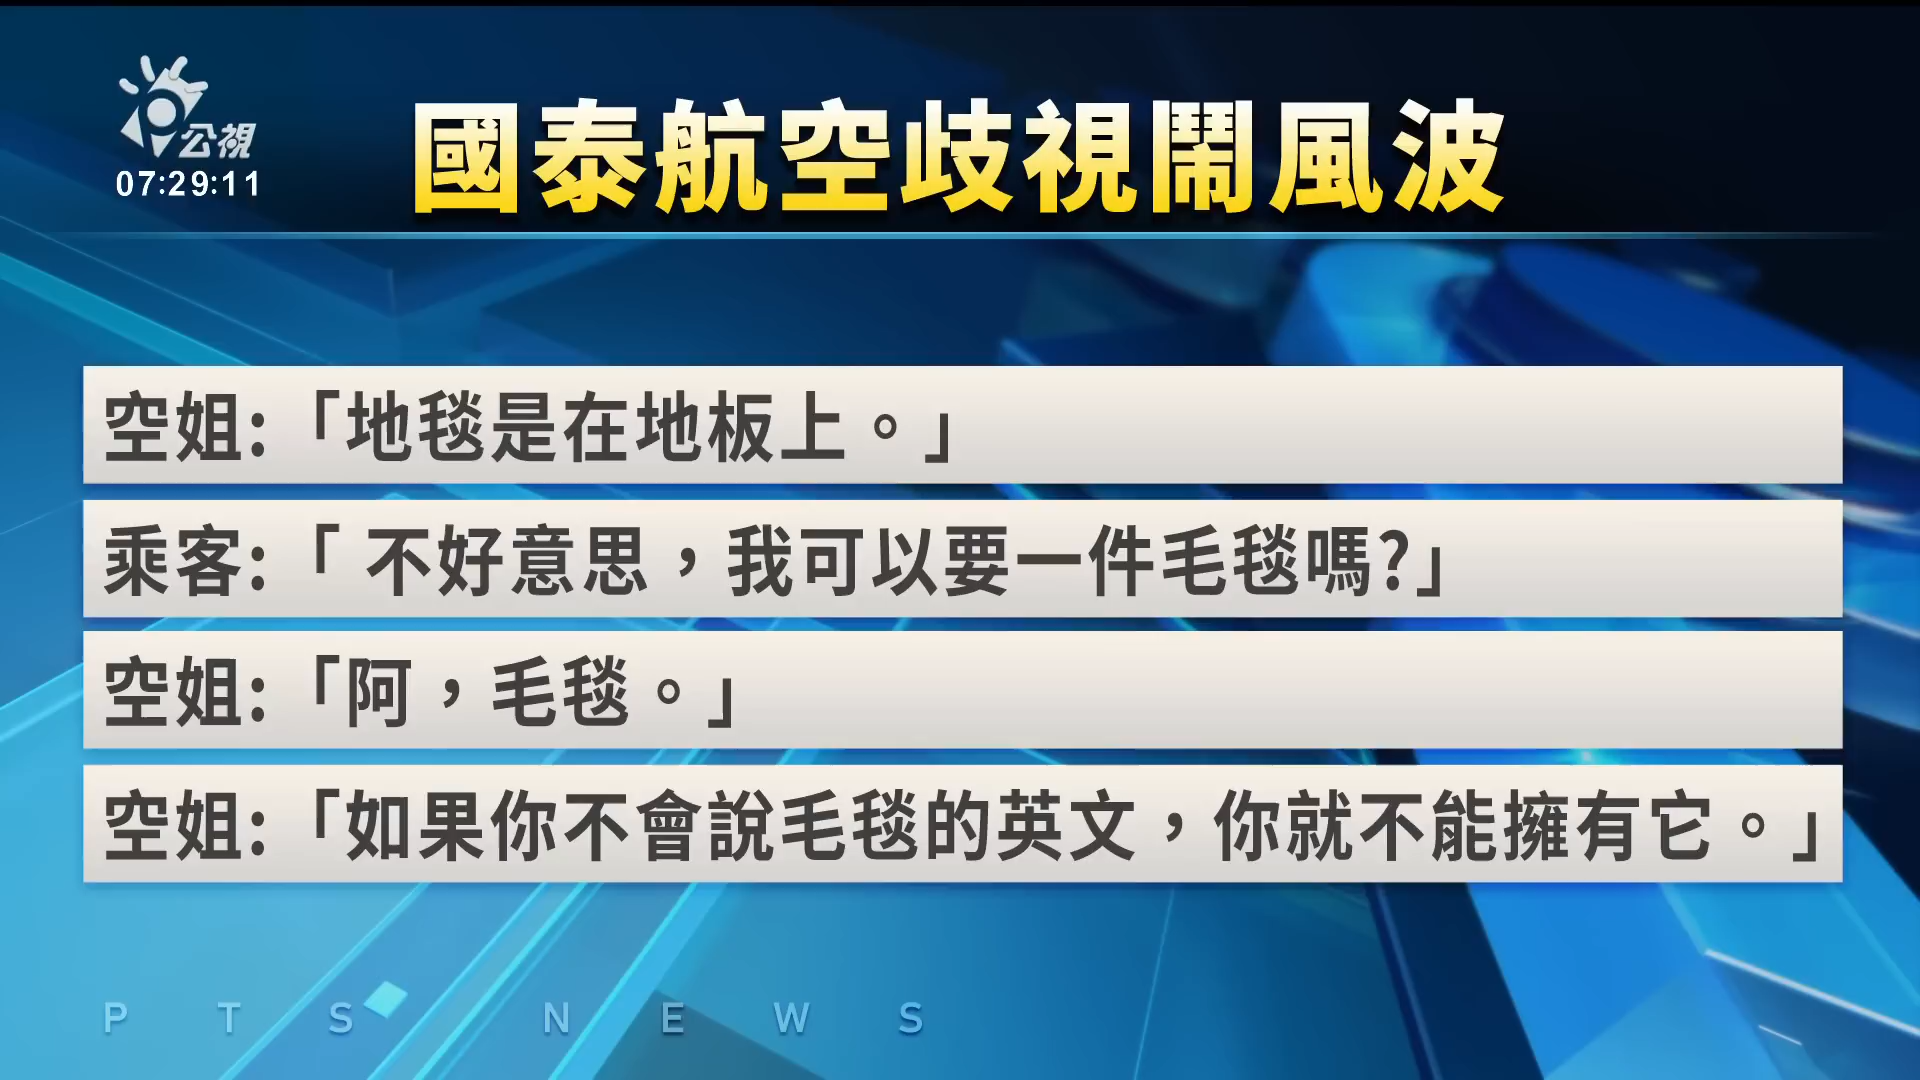 公視
07:29:11
國泰航空歧視鬧風波
空姐:「地毯是在地板上。」
乘客:「 不好意思，我可以要一件毛毯嗎?」
空姐:「阿，毛毯。」
空姐:「如果你不會說毛毯的英文，你就不能擁有它。」
PTS NEWS